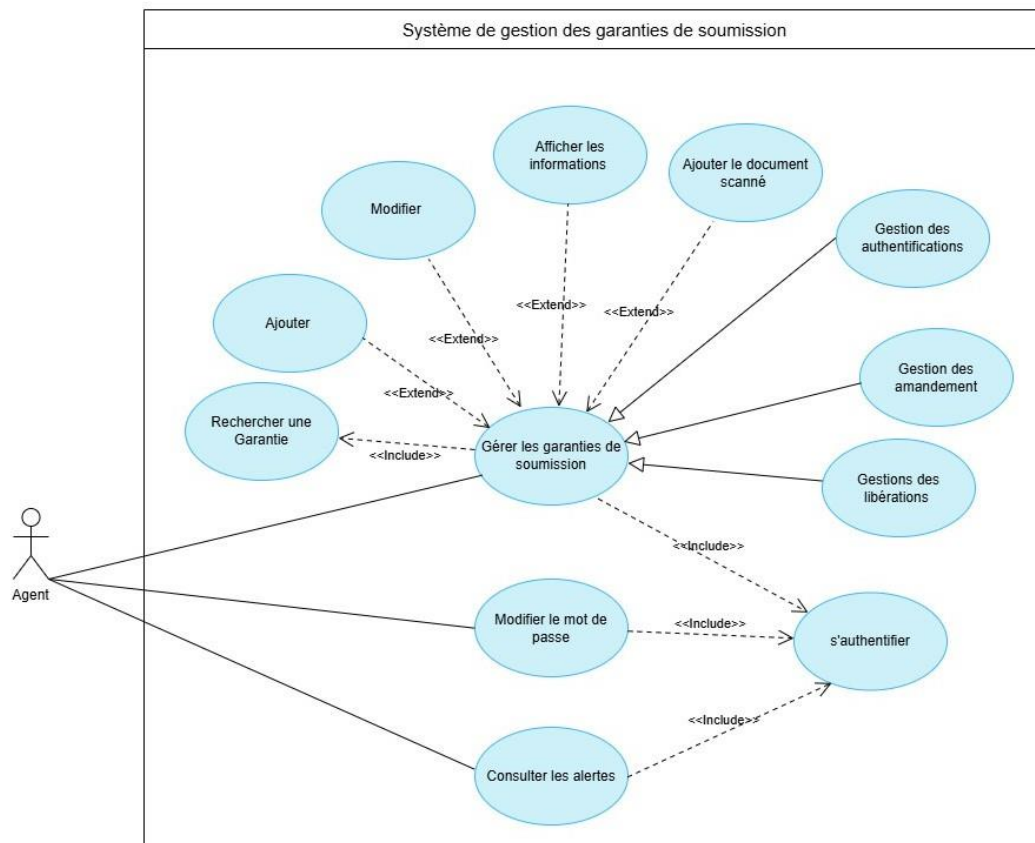 Système de gestion des garanties de soumission
Afficher les
informations
Ajouter le document
scanné
Modifier
Gestion des
authentifications
<<Extend>>
<<Extend>>
<<Extend>>
Ajouter
Gestion des
amandement
<<Extend>>
Rechercher une
Garantie
<<Include>>
Gérer les garanties de
soumission
Gestions des
libérations
<<Include>>
Agent
Modifier le mot de
passe
<<Include>>
s'authentifier
<<Include>>
Consulter les alertes